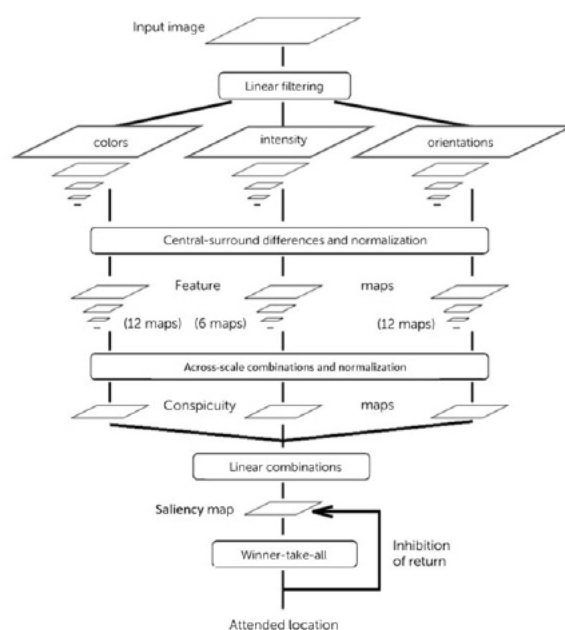 Input image
Linear filtering
colors
intensity
orientations
Central-surround differences and normalization
Feature maps
(12 maps) (6 maps) (12 maps)
Across-scale combinations and normalization
Conspicuity maps
Linear combinations
Saliency map
Winner-take-all
Inhibition
of return
Attended location